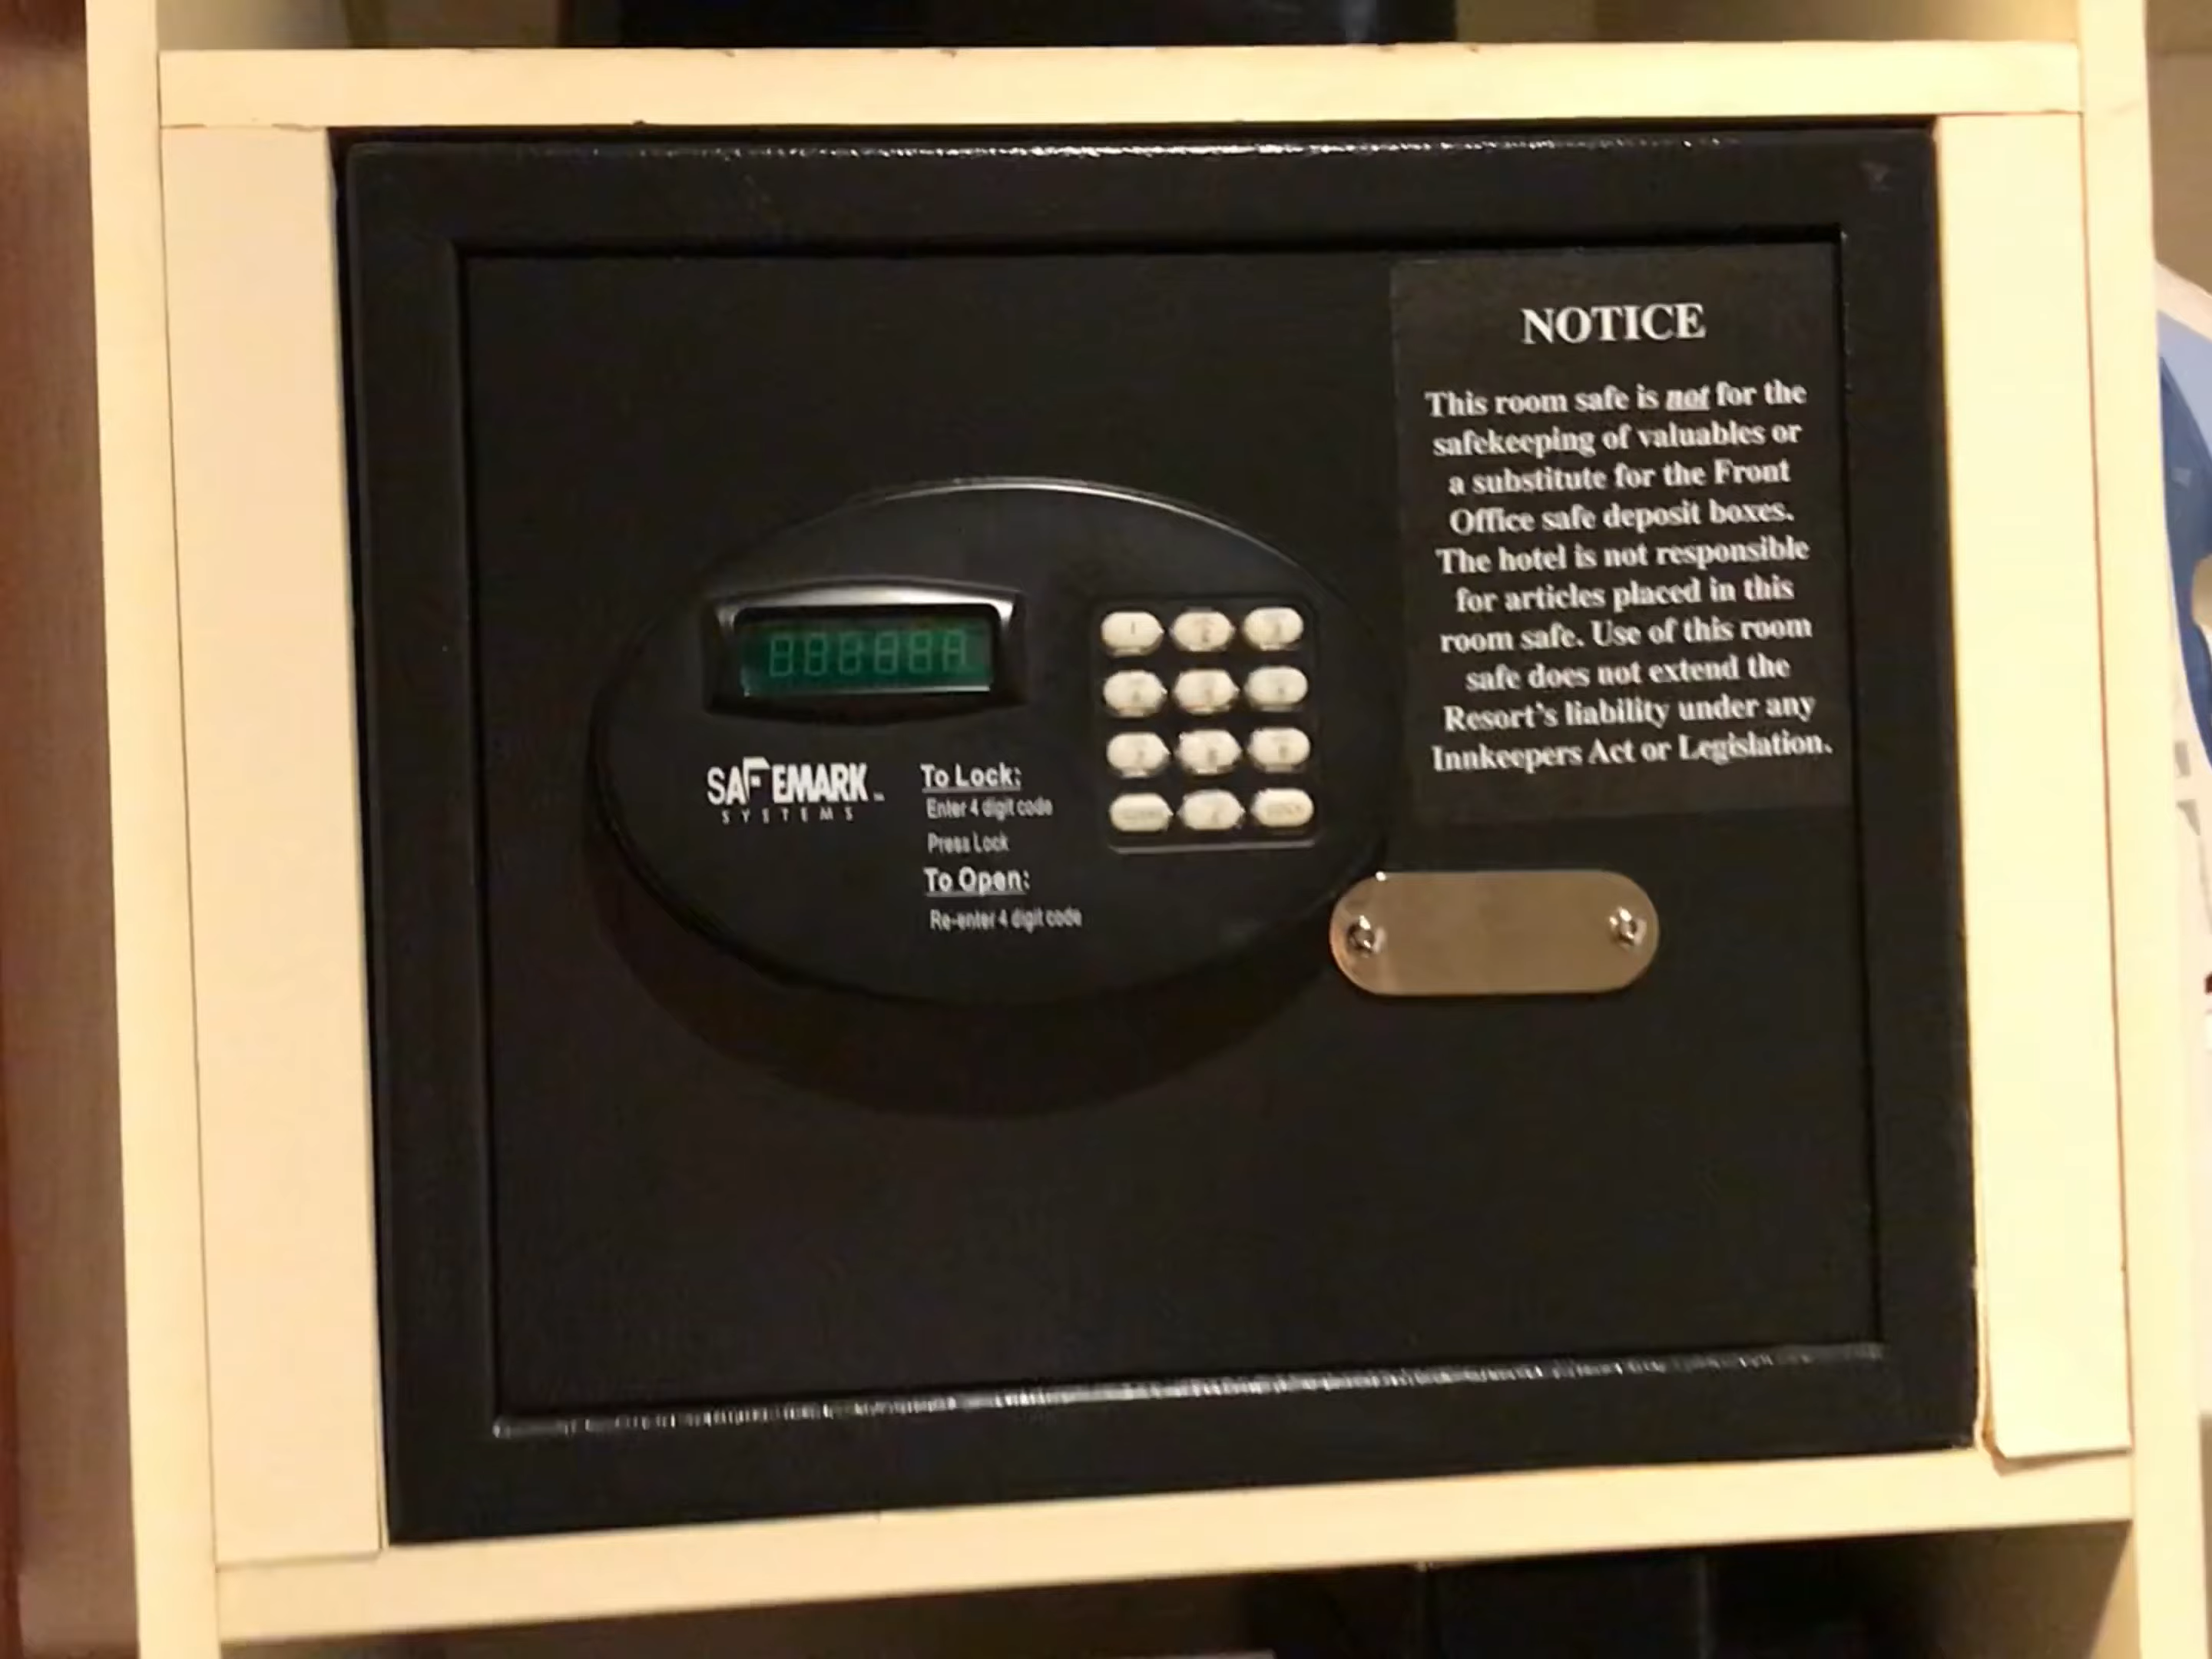 NOTICE
This room safe is not for the
safekeeping of valuables or
a substitute for the Front
Office safe deposit boxes.
The hotel is not responsible
for articles placed in this
room safe. Use of this room
safe does not extend the
Resort's liability under any
Innkeepers Act or Legislation.
SAFEMARK™
SYSTEMS
To Lock:
Enter 4 digit code
Press Lock
To Open:
Re-enter 4 digit code
1